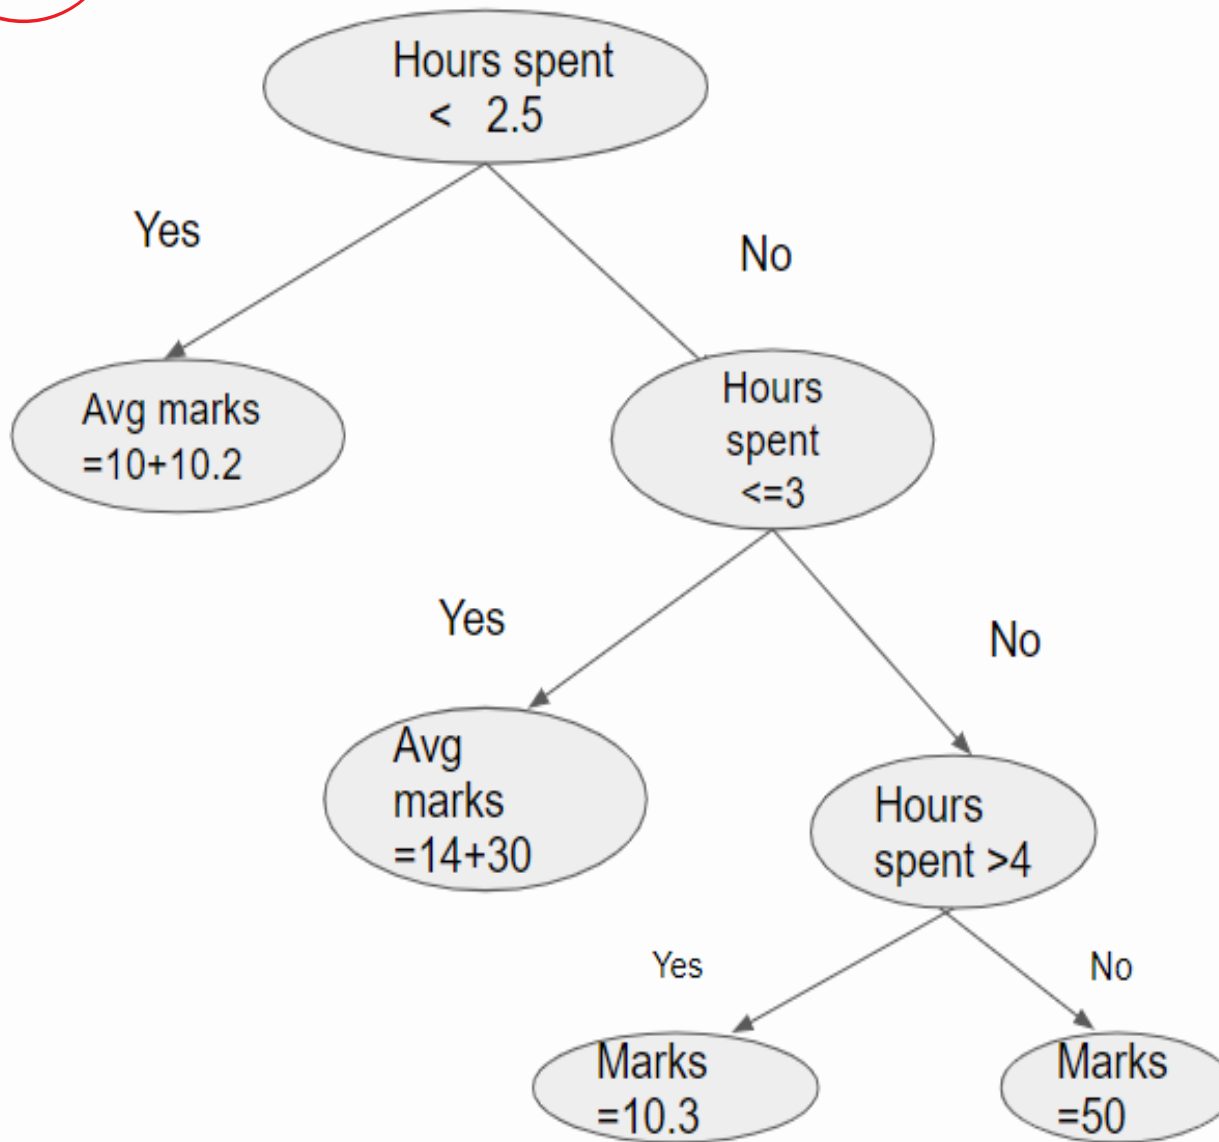 Hours spent
< 2.5
Yes
No
Avg marks
=10+10.2
Hours
spent
<=3
Yes
No
Avg
marks
=14+30
Hours
spent >4
Yes
No
Marks
=10.3
Marks
=50